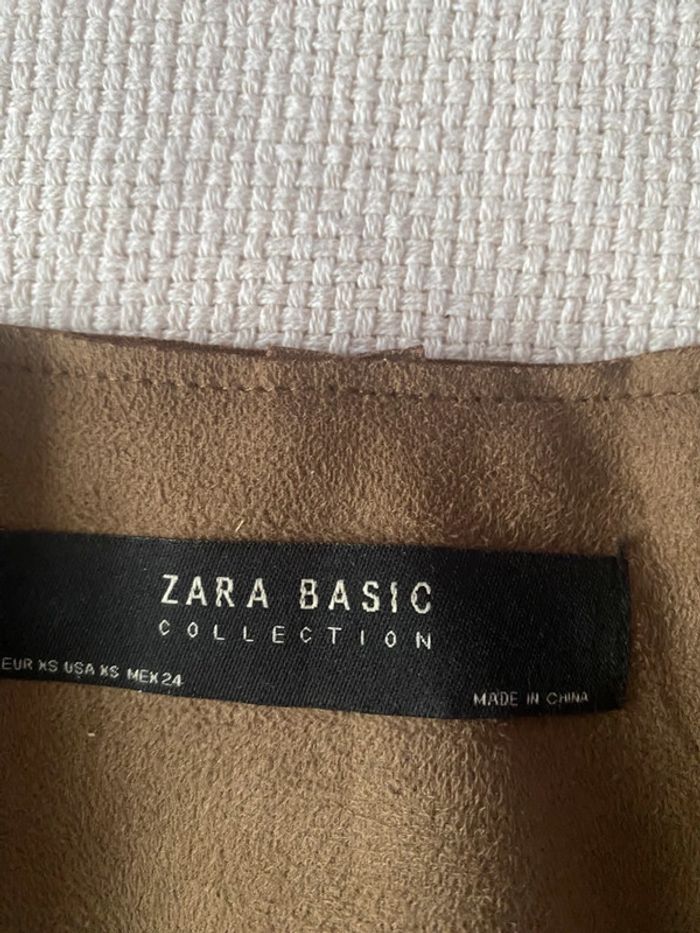 ZARA BASIC
COLLECTION
EUR XS USA XS MEX 24
MADE IN CHINA